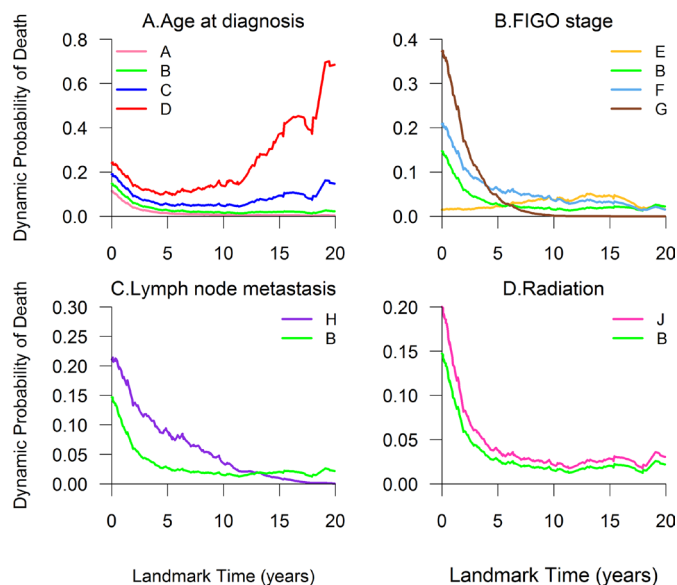 A.Age at diagnosis
Dynamic Probability of Death
0.8
0.6
0.4
0.2
0.0
A
B
C
D
0 5 10 15 20
B.FIGO stage
0.4
0.3
0.2
0.1
0.0
E
B
F
G
0 5 10 15 20
C.Lymph node metastasis
Dynamic Probability of Death
0.30
0.25
0.20
0.15
0.10
0.05
0.00
H
B
0 5 10 15 20
Landmark Time (years)
D.Radiation
0.20
0.15
0.10
0.05
0.00
J
B
0 5 10 15 20
Landmark Time (years)